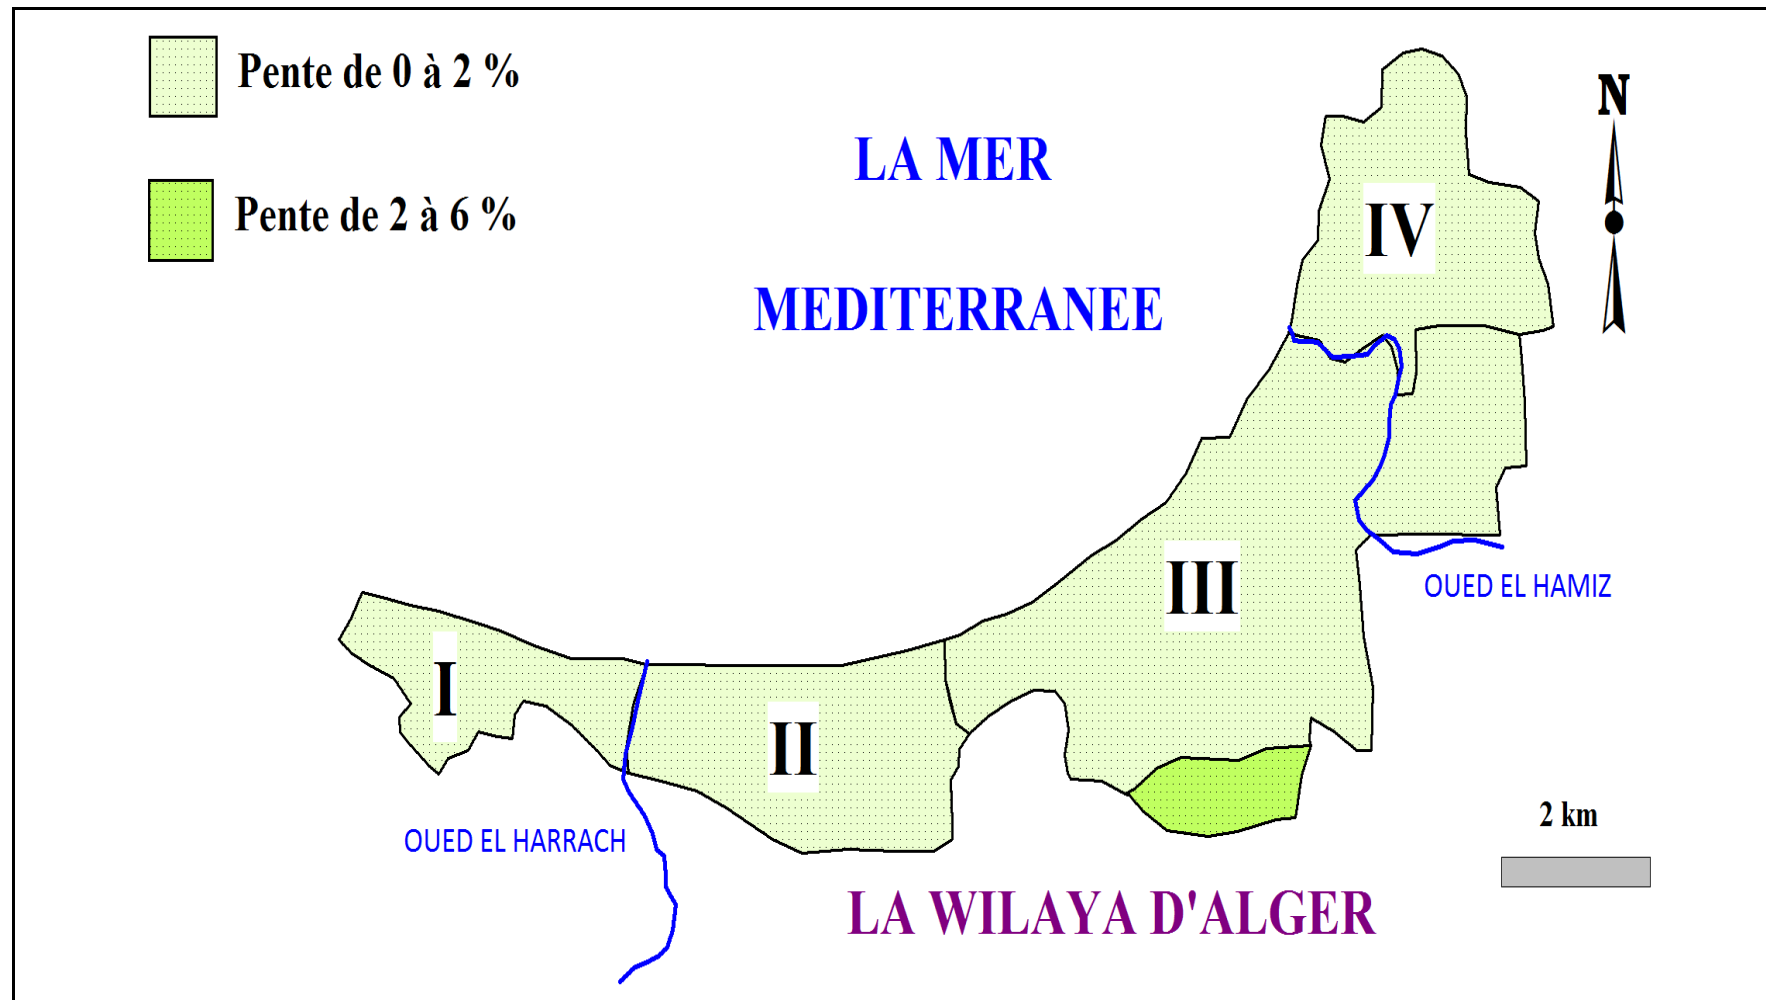 Pente de 0 à 2 %
Pente de 2 à 6 %
LA MER
MEDITERRANEE
N
IV
III
OUED EL HAMIZ
I
II
OUED EL HARRACH
2 km
LA WILAYA D'ALGER